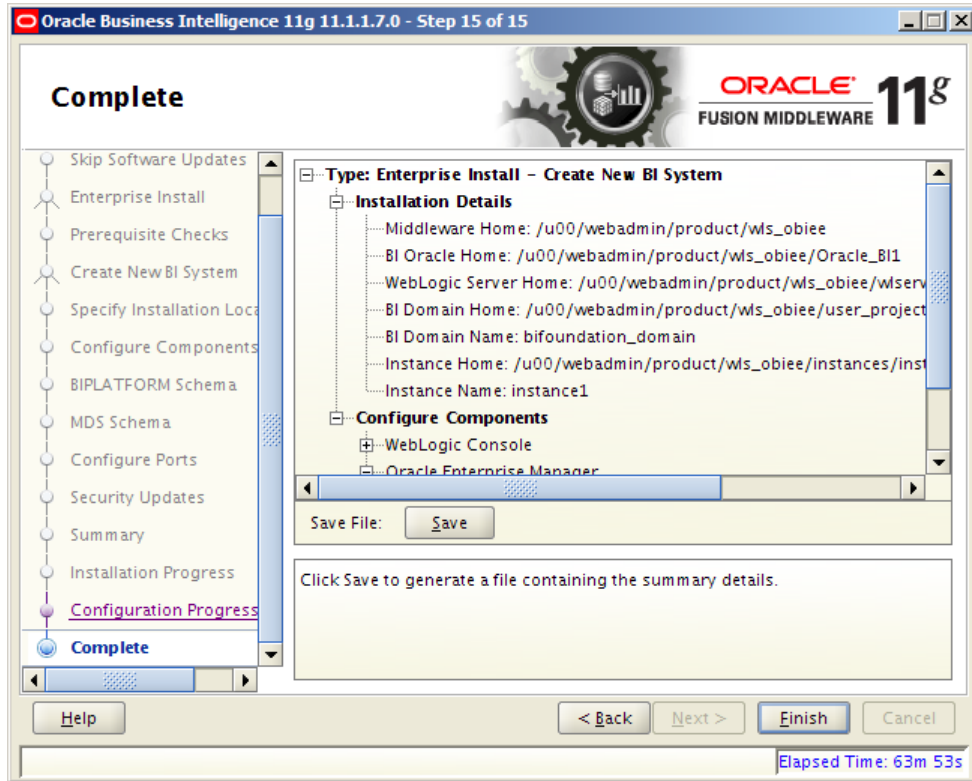 Oracle Business Intelligence 11g 11.1.1.7.0 - Step 15 of 15
Complete
ORACLE
FUSION MIDDLEWARE
11g
Skip Software Updates
Enterprise Install
Prerequisite Checks
Create New BI System
Specify Installation Loca
Configure Components
BIPLATFORM Schema
MDS Schema
Configure Ports
Security Updates
Summary
Installation Progress
Configuration Progress
Complete
Type: Enterprise Install - Create New BI System
Installation Details
Middleware Home: /u00/webadmin/product/wls_obiee
BI Oracle Home: /u00/webadmin/product/wls_obiee/Oracle_BI1
WebLogic Server Home: /u00/webadmin/product/wls_obiee/wlserv
BI Domain Home: /u00/webadmin/product/wls_obiee/user_project
BI Domain Name: bifoundation_domain
Instance Home: /u00/webadmin/product/wls_obiee/instances/inst
Instance Name: instance1
Configure Components
WebLogic Console
Oracle Enterprise Manager
Save File: Save
Click Save to generate a file containing the summary details.
Help < Back Next > Finish Cancel
Elapsed Time: 63m 53s